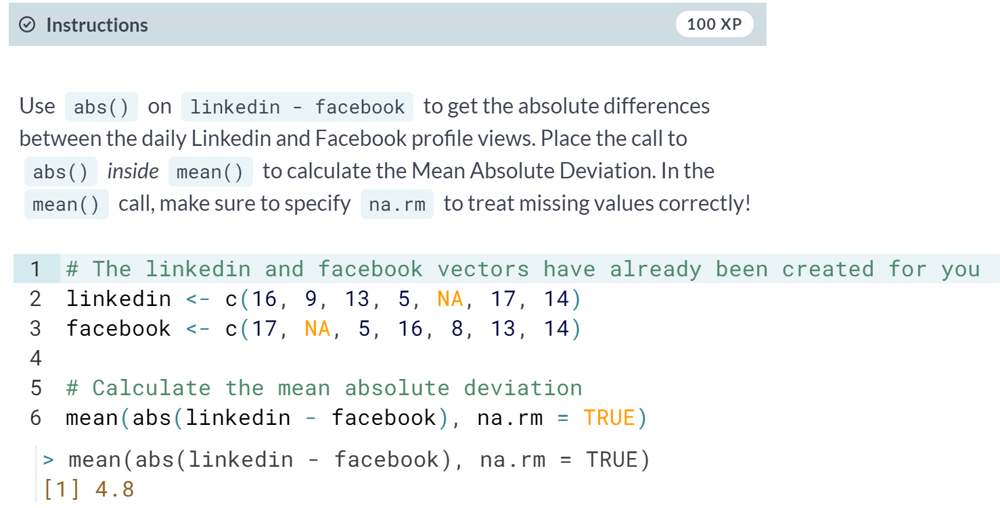 Instructions 100 XP
Use abs() on linkedin - facebook to get the absolute differences
between the daily Linkedin and Facebook profile views. Place the call to
abs() inside mean() to calculate the Mean Absolute Deviation. In the
mean() call, make sure to specify na.rm to treat missing values correctly!
1 # The linkedin and facebook vectors have already been created for you
2 linkedin <- c(16, 9, 13, 5, NA, 17, 14)
3 facebook <- c(17, NA, 5, 16, 8, 13, 14)
4
5 # Calculate the mean absolute deviation
6 mean(abs(linkedin - facebook), na.rm = TRUE)
> mean(abs(linkedin - facebook), na.rm = TRUE)
[1] 4.8